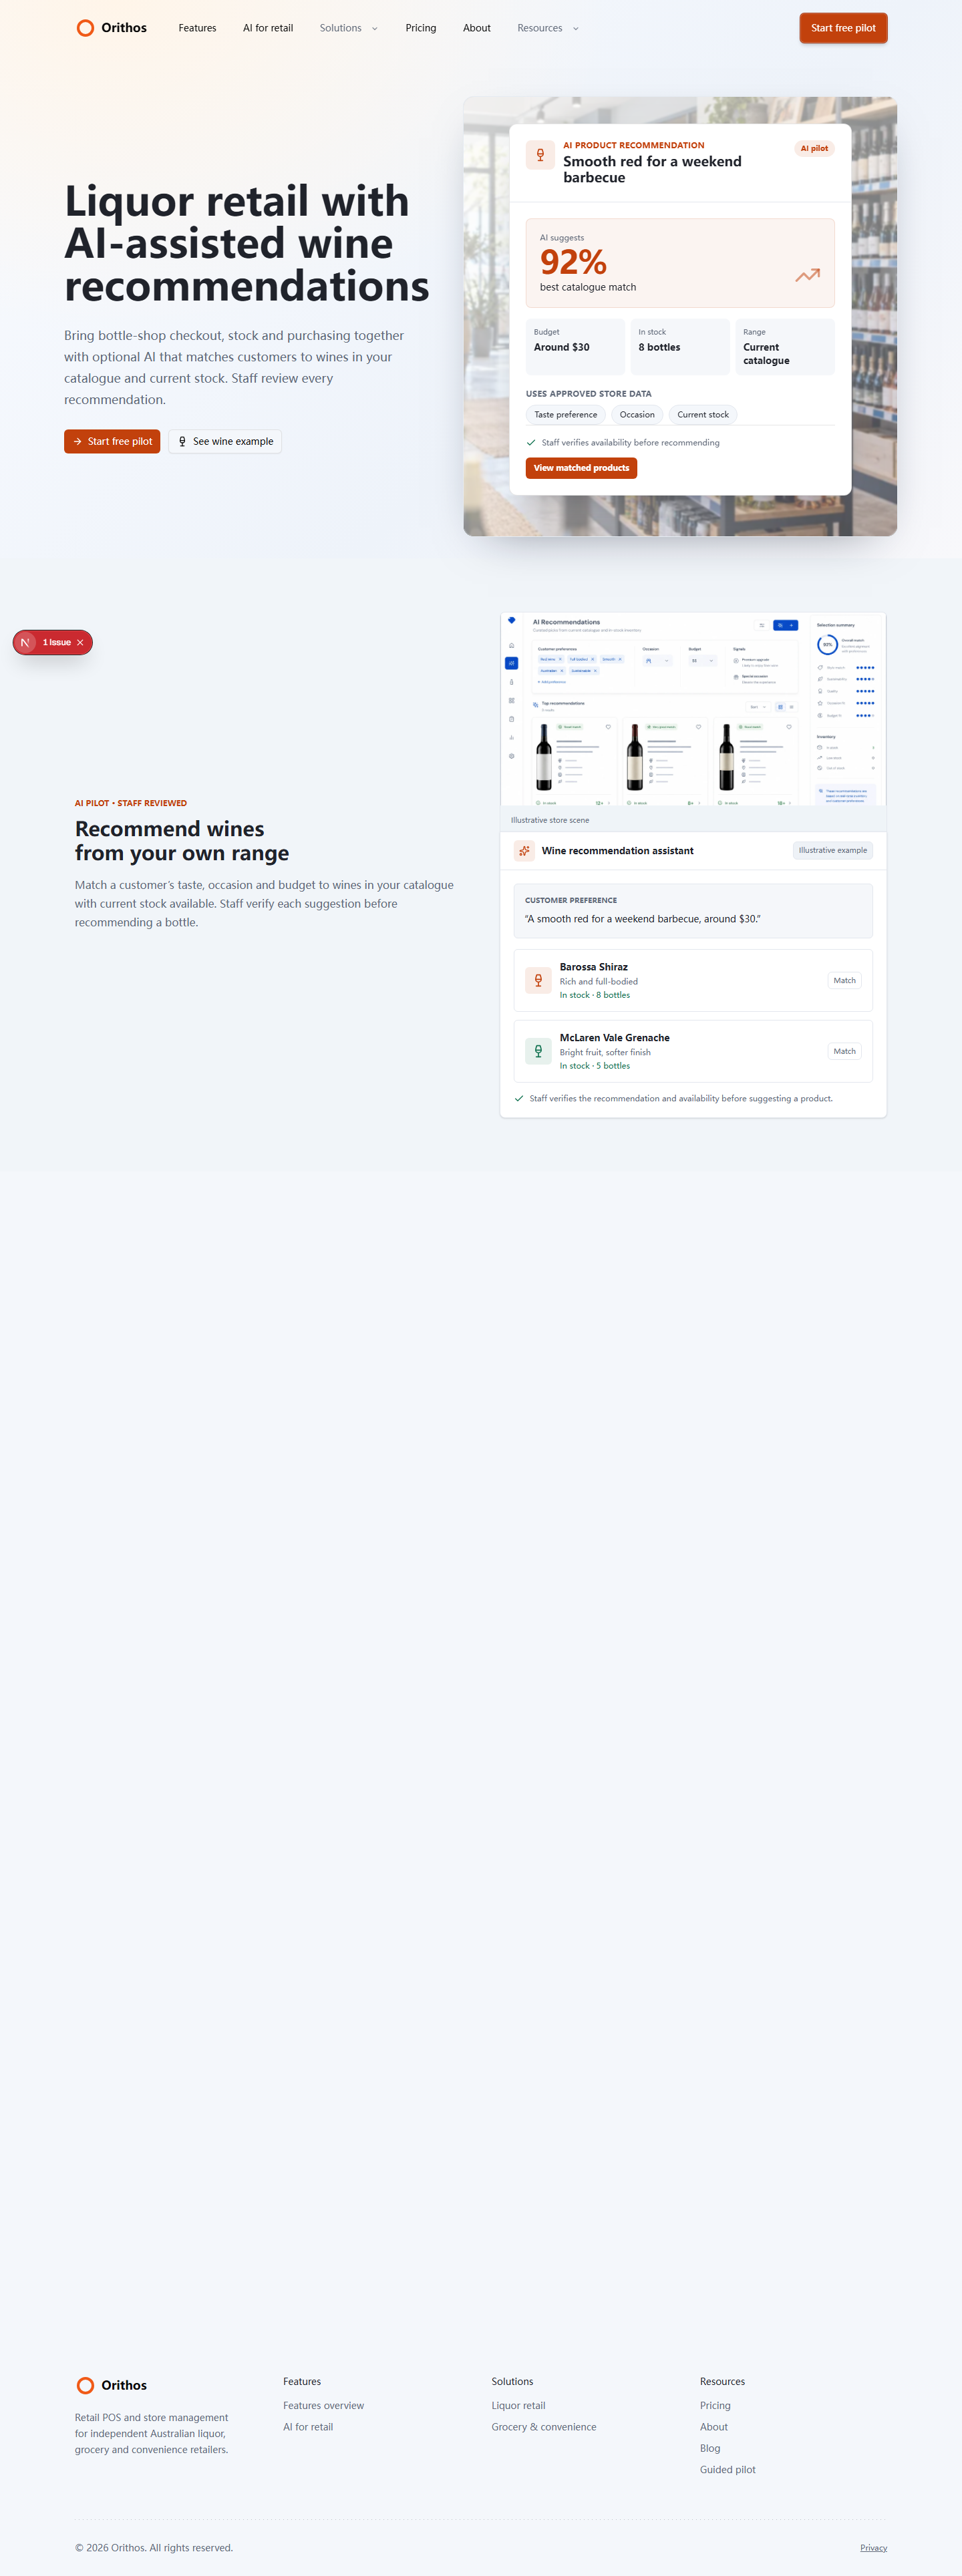 Orithos
Features
AI for retail
Solutions
Pricing
About
Resources
Start free pilot
Liquor retail with
AI-assisted wine
recommendations
Bring bottle-shop checkout, stock and purchasing together
with optional AI that matches customers to wines in your
catalogue and current stock. Staff review every
recommendation.
Start free pilot
See wine example
AI PRODUCT RECOMMENDATION
Smooth red for a weekend
barbecue
AI pilot
AI suggests
92%
best catalogue match
Budget
Around $30
In stock
8 bottles
Range
Current
catalogue
USES APPROVED STORE DATA
Taste preference
Occasion
Current stock
Staff verifies availability before recommending
View matched products
N
1 Issue
AI PILOT • STAFF REVIEWED
Recommend wines
from your own range
Match a customer's taste, occasion and budget to wines in your catalogue
with current stock available. Staff verify each suggestion before
recommending a bottle.
AI Recommendations
Customer preferences
Occasion
Budget
Signals
Top recommendations
Selection summary
92%
Overall match
Inventory
In stock
In stock
In stock
Illustrative store scene
Wine recommendation assistant
Illustrative example
CUSTOMER PREFERENCE
“A smooth red for a weekend barbecue, around $30.”
Barossa Shiraz
Rich and full-bodied
In stock · 8 bottles
Match
McLaren Vale Grenache
Bright fruit, softer finish
In stock · 5 bottles
Match
Staff verifies the recommendation and availability before suggesting a product.
Orithos
Retail POS and store management
for independent Australian liquor,
grocery and convenience retailers.
Features
Features overview
AI for retail
Solutions
Liquor retail
Grocery & convenience
Resources
Pricing
About
Blog
Guided pilot
© 2026 Orithos. All rights reserved.
Privacy